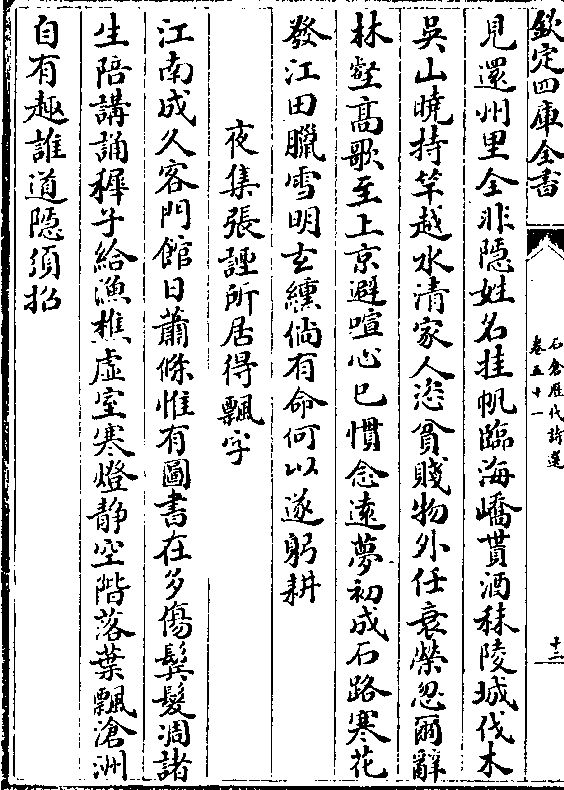 欽定四庫全書
石倉歷代詩選
卷五十一
十二
見還州里全非隱姓名挂帆臨海嶠貰酒秣陵城伐木
吳山曉持竿越水清家人恣貧賤物外任衰榮忽爾辭
林壑高歌至上京避喧心已慣念遠夢初成石路寒花
發江田臘雪明玄纁倘有命何以遂躬耕
夜集張諲所居得飄字
江南成久客門館日蕭條惟有圖書在多傷鬂髮凋諸
生陪講誦稺子給漁樵虛室寒燈静空階落葉飄滄洲
自有趣誰道隱須招